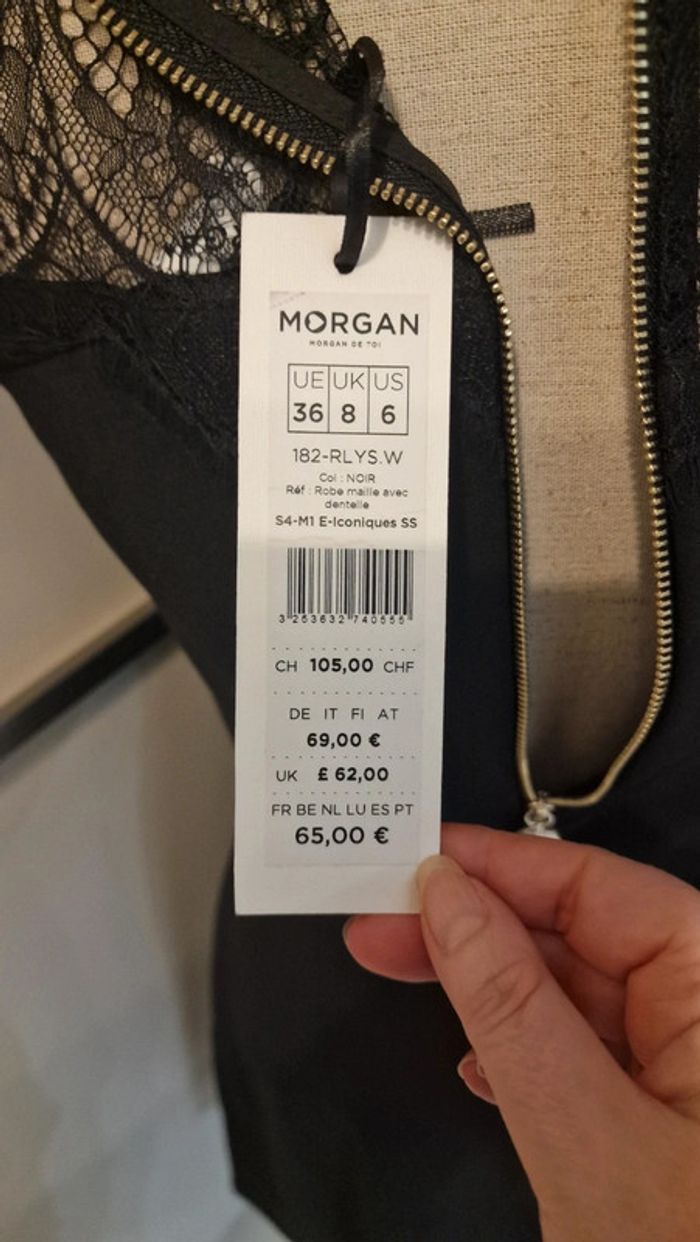 MORGAN
MORGAN DE TOI
UE UK US
36 8 6
182-RLYS.W
Col : NOIR
Réf : Robe maille avec
dentelle
S4-M1 E-Iconiques SS
3 253632 740555
CH 105,00 CHF
DE IT FI AT
69,00 €
UK £ 62,00
FR BE NL LU ES PT
65,00 €